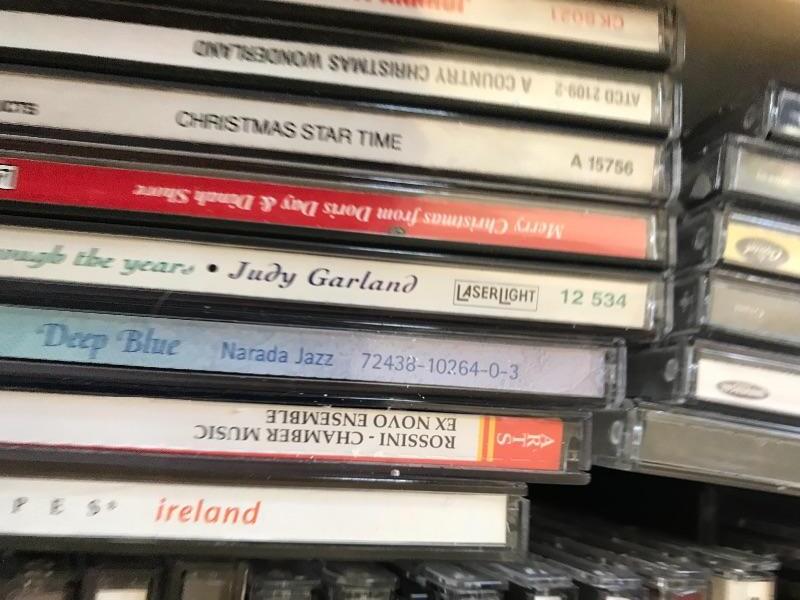 CK 8021
A COUNTRY CHRISTMAS WONDERLAND ATCD 2109-2
CHRISTMAS STAR TIME A 15756
Merry Christmas from Doris Day & Dinah Shore
the years • Judy Garland LASERLIGHT 12 534
Deep Blue Narada Jazz 72438-10264-0-3
ROSSINI - CHAMBER MUSIC
EX NOVO ENSEMBLE
ARTS
P E S* ireland